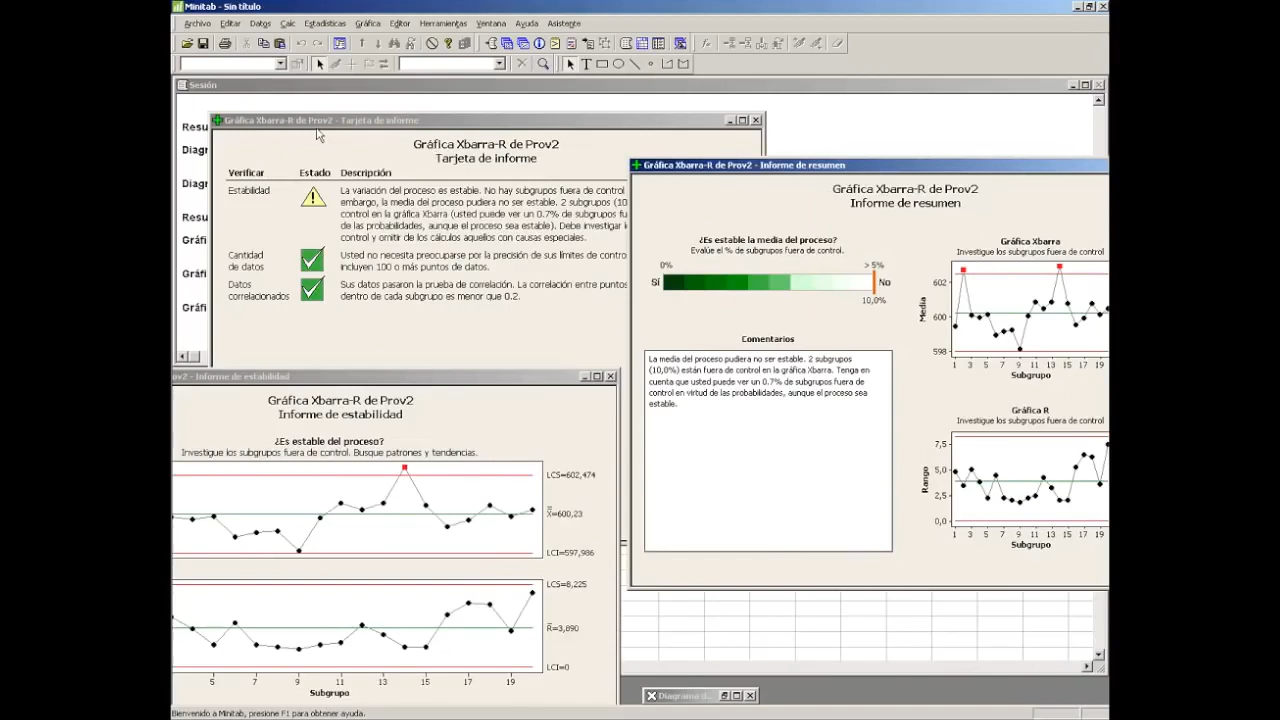 Minitab - Sin título
Archivo Editar Datos Calc Estadísticas Gráfica Editor Herramientas Ventana Ayuda Asistente
Sesión
Resu
Diagr
Diagr
Resu
Gráfi
Gráfi
Gráfi
Gráfica Xbarra-R de Prov2 - Tarjeta de informe
Gráfica Xbarra-R de Prov2
Tarjeta de informe
Verificar Estado Descripción
Estabilidad
La variación del proceso es estable. No hay subgrupos fuera de control
embargo, la media del proceso pudiera no ser estable. 2 subgrupos (10
control en la gráfica Xbarra (usted puede ver un 0.7% de subgrupos fu
de las probabilidades, aunque el proceso sea estable). Debe investigar l
control y omitir de los cálculos aquellos con causas especiales.
Cantidad
de datos
Usted no necesita preocuparse por la precisión de sus límites de contro
incluyen 100 o más puntos de datos.
Datos
correlacionados
Sus datos pasaron la prueba de correlación. La correlación entre puntos
dentro de cada subgrupo es menor que 0.2.
Gráfica Xbarra-R de Prov2 - Informe de resumen
Gráfica Xbarra-R de Prov2
Informe de resumen
¿Es estable la media del proceso?
Evalúe el % de subgrupos fuera de control.
0% > 5%
Sí No
10,0%
Comentarios
La media del proceso pudiera no ser estable. 2 subgrupos
(10,0%) están fuera de control en la gráfica Xbarra. Tenga en
cuenta que usted puede ver un 0.7% de subgrupos fuera de
control en virtud de las probabilidades, aunque el proceso sea
estable.
Gráfica Xbarra
Investigue los subgrupos fuera de control
Media
602
600
598
1 3 5 7 9 11 13 15 17 19
Subgrupo
Gráfica R
Investigue los subgrupos fuera de control
Rango
7,5
5,0
2,5
0,0
1 3 5 7 9 11 13 15 17 19
Subgrupo
ov2 - Informe de estabilidad
Gráfica Xbarra-R de Prov2
Informe de estabilidad
¿Es estable del proceso?
Investigue los subgrupos fuera de control. Busque patrones y tendencias.
LCS=602,474
X=600,23
LCI=597,986
LCS=8,225
R=3,890
LCI=0
5 7 9 11 13 15 17 19
Subgrupo
Diagrama d...
Bienvenido a Minitab, presione F1 para obtener ayuda.